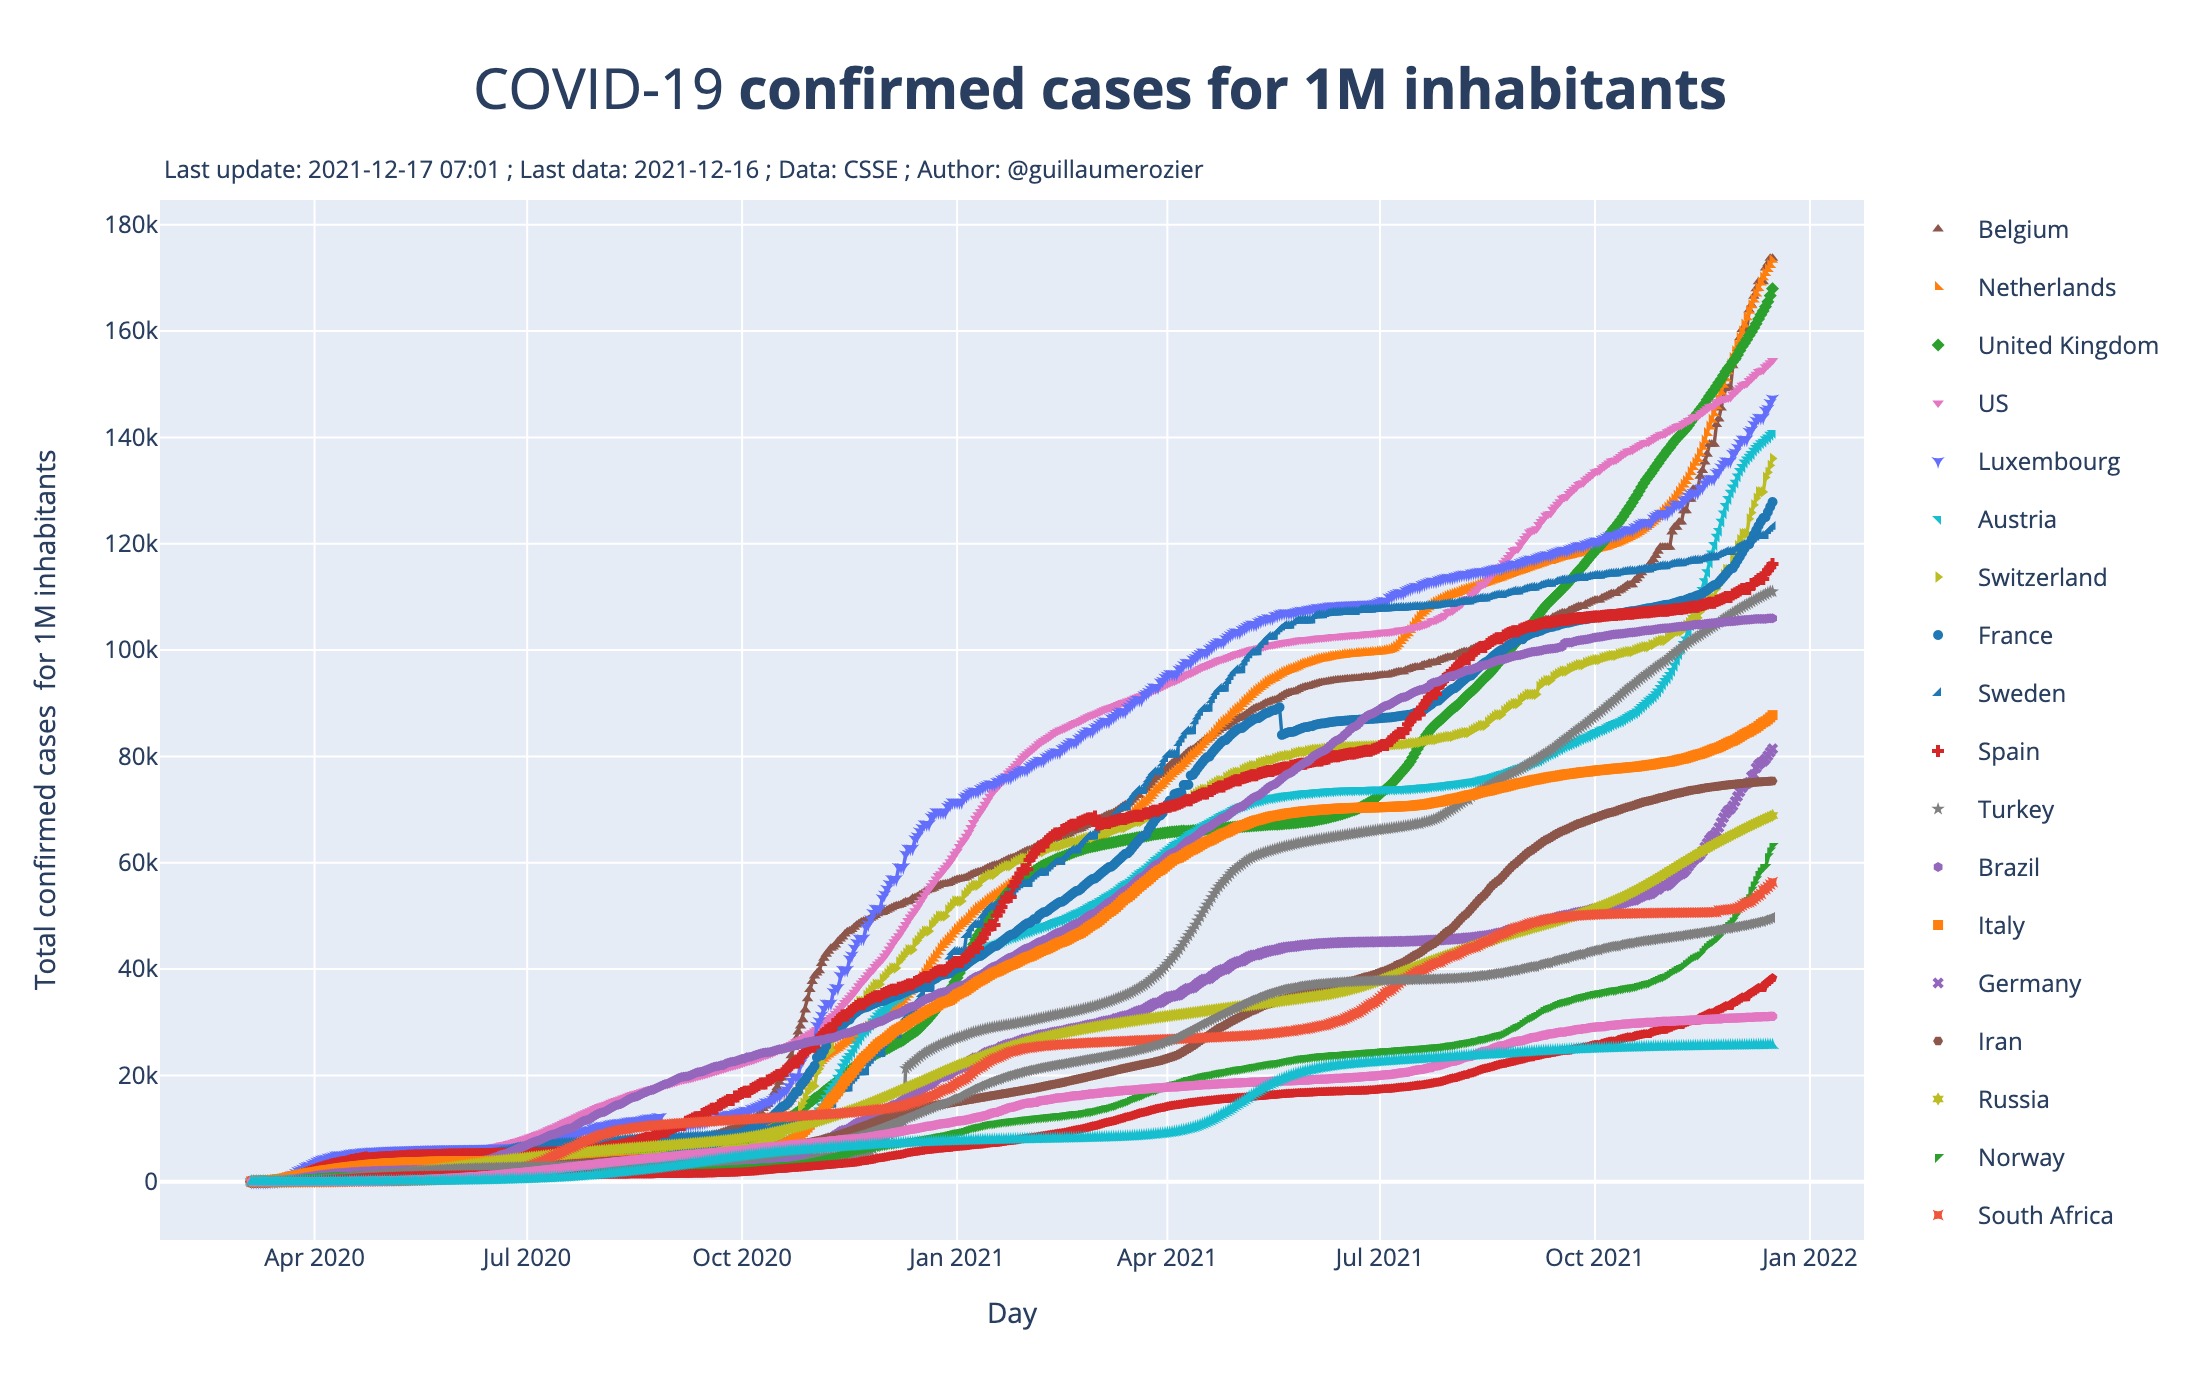 COVID-19 confirmed cases for 1M inhabitants
Last update: 2021-12-17 07:01 ; Last data: 2021-12-16 ; Data: CSSE ; Author: @guillaumerozier
180k
160k
140k
120k
100k
80k
60k
40k
20k
0
Total confirmed cases for 1M inhabitants
Apr 2020
Jul 2020
Oct 2020
Jan 2021
Apr 2021
Jul 2021
Oct 2021
Jan 2022
Day
Belgium
Netherlands
United Kingdom
US
Luxembourg
Austria
Switzerland
France
Sweden
Spain
Turkey
Brazil
Italy
Germany
Iran
Russia
Norway
South Africa